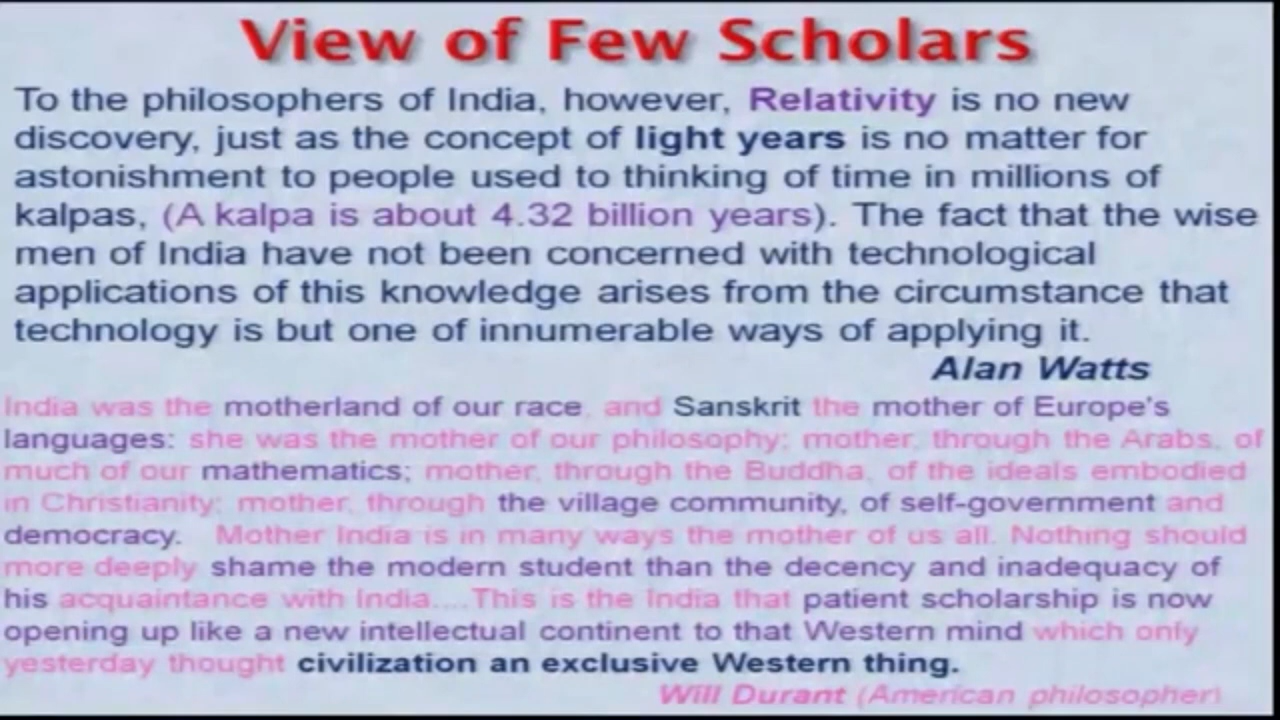 View of Few Scholars
To the philosophers of India, however, Relativity is no new
discovery, just as the concept of light years is no matter for
astonishment to people used to thinking of time in millions of
kalpas, (A kalpa is about 4.32 billion years). The fact that the wise
men of India have not been concerned with technological
applications of this knowledge arises from the circumstance that
technology is but one of innumerable ways of applying it.
Alan Watts
India was the motherland of our race, and Sanskrit the mother of Europe's
languages: she was the mother of our philosophy; mother, through the Arabs, of
much of our mathematics; mother, through the Buddha, of the ideals embodied
in Christianity; mother, through the village community, of self-government and
democracy. Mother India is in many ways the mother of us all. Nothing should
more deeply shame the modern student than the decency and inadequacy of
his acquaintance with India....This is the India that patient scholarship is now
opening up like a new intellectual continent to that Western mind which only
yesterday thought civilization an exclusive Western thing.
Will Durant (American philosopher)